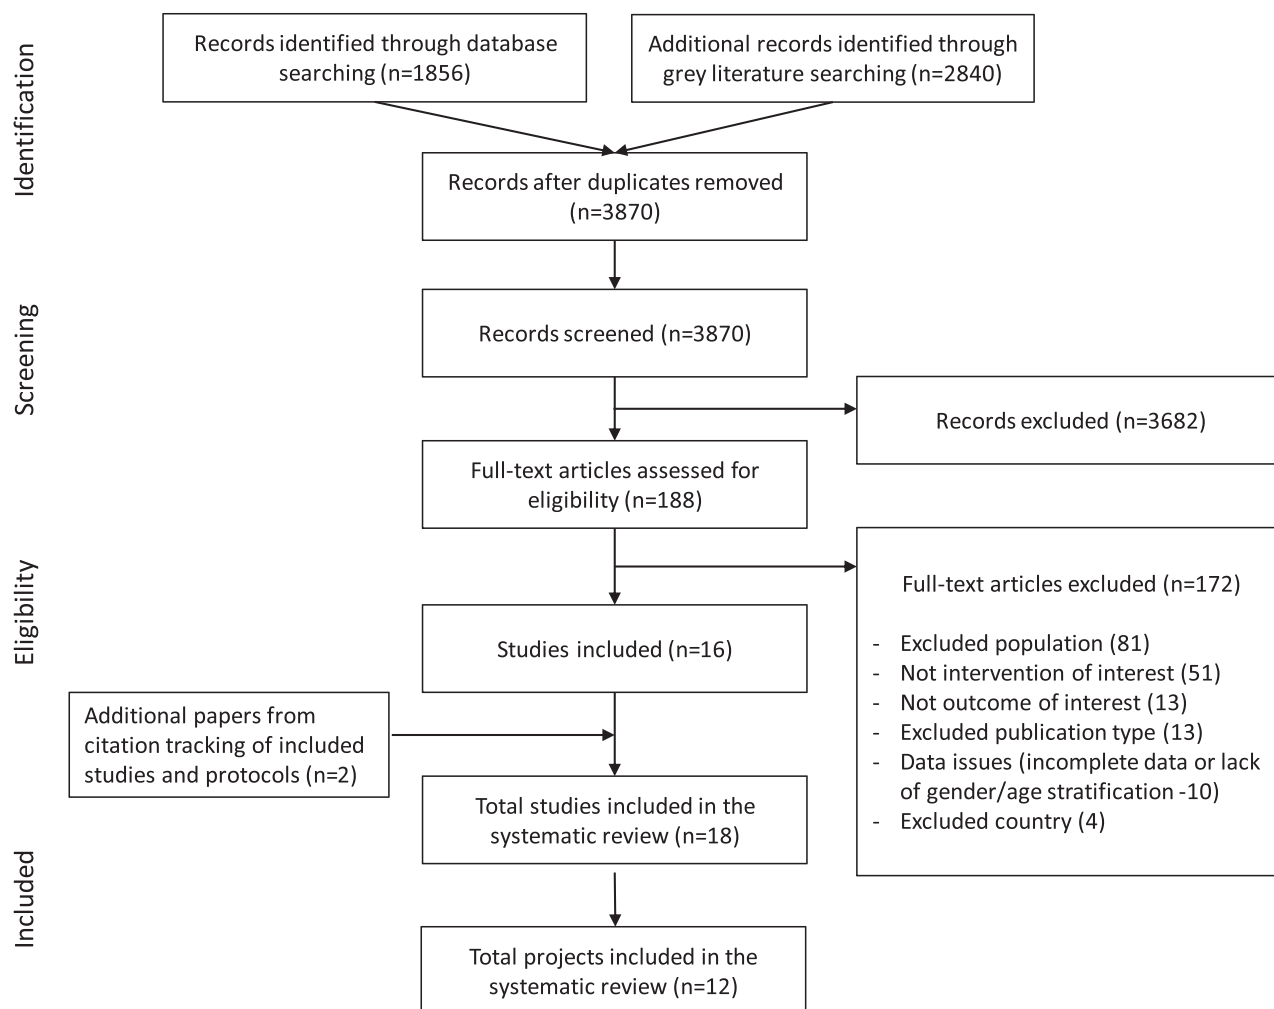 Identification
Records identified through database
searching (n=1856)
Additional records identified through
grey literature searching (n=2840)
Records after duplicates removed
(n=3870)
Screening
Records screened (n=3870)
Records excluded (n=3682)
Full-text articles assessed for
eligibility (n=188)
Eligibility
Full-text articles excluded (n=172)
- Excluded population (81)
- Not intervention of interest (51)
- Not outcome of interest (13)
- Excluded publication type (13)
- Data issues (incomplete data or lack
of gender/age stratification -10)
- Excluded country (4)
Studies included (n=16)
Additional papers from
citation tracking of included
studies and protocols (n=2)
Included
Total studies included in the
systematic review (n=18)
Total projects included in the
systematic review (n=12)